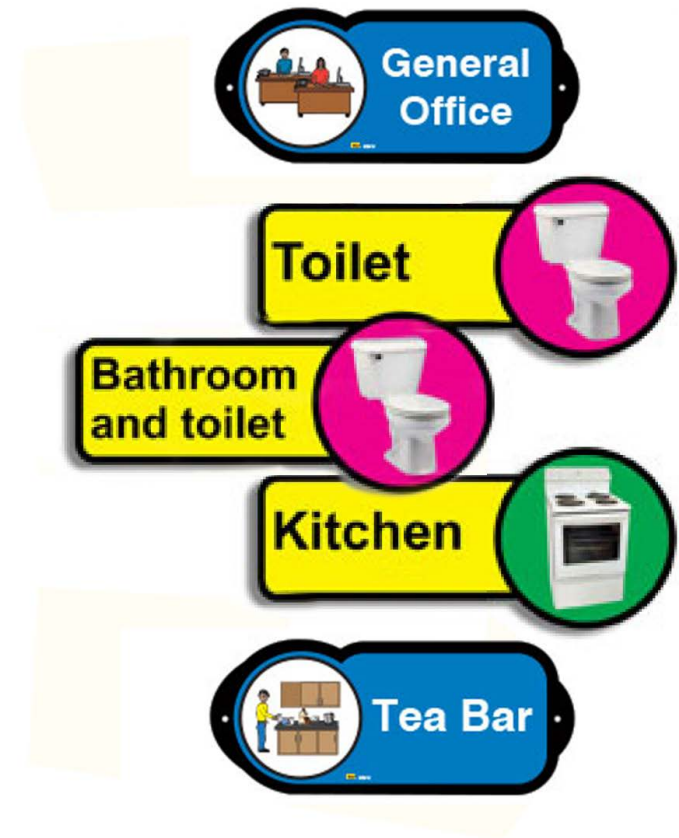 General
Office
Toilet
Bathroom
and toilet
Kitchen
Tea Bar